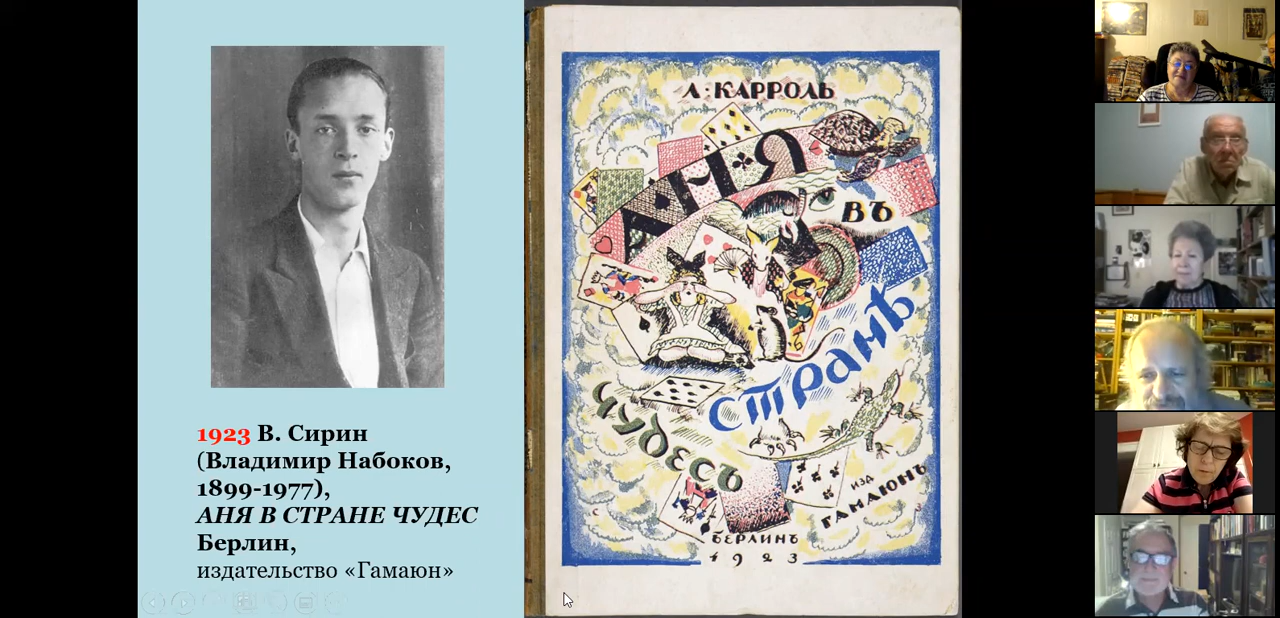 1923 В. Сирин
(Владимир Набоков,
1899-1977),
АНЯ В СТРАНЕ ЧУДЕС
Берлин,
издательство «Гамаюн»
Л·КАРРОЛЬ
АНЯ
ВЪ
СТРАНѢ
ЧУДЕСЪ
ИЗД
ГАМАЮНЪ
БЕРЛИНЪ
1923